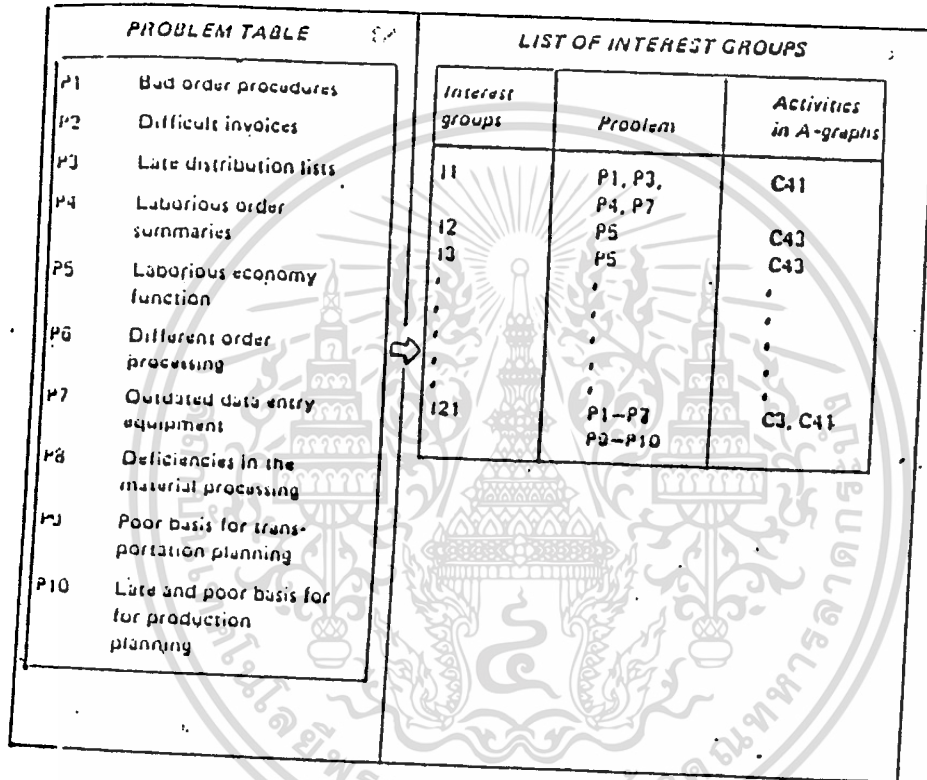 PROBLEM TABLE
P1 Bad order procedures
P2 Difficult invoices
P3 Late distribution lists
P4 Laborious order
summaries
P5 Laborious economy
function
P6 Different order
processing
P7 Outdated data entry
equipment
P8 Deficiencies in the
material processing
P9 Poor basis for trans-
portation planning
P10 Late and poor basis for
for production
planning
LIST OF INTEREST GROUPS
Interest
groups Problem Activities
in A-graphs
I1 P1, P3, C41
P4, P7
I2 P5 C43
I3 P5 C43
I21 P1–P7 C3, C41
P9–P10